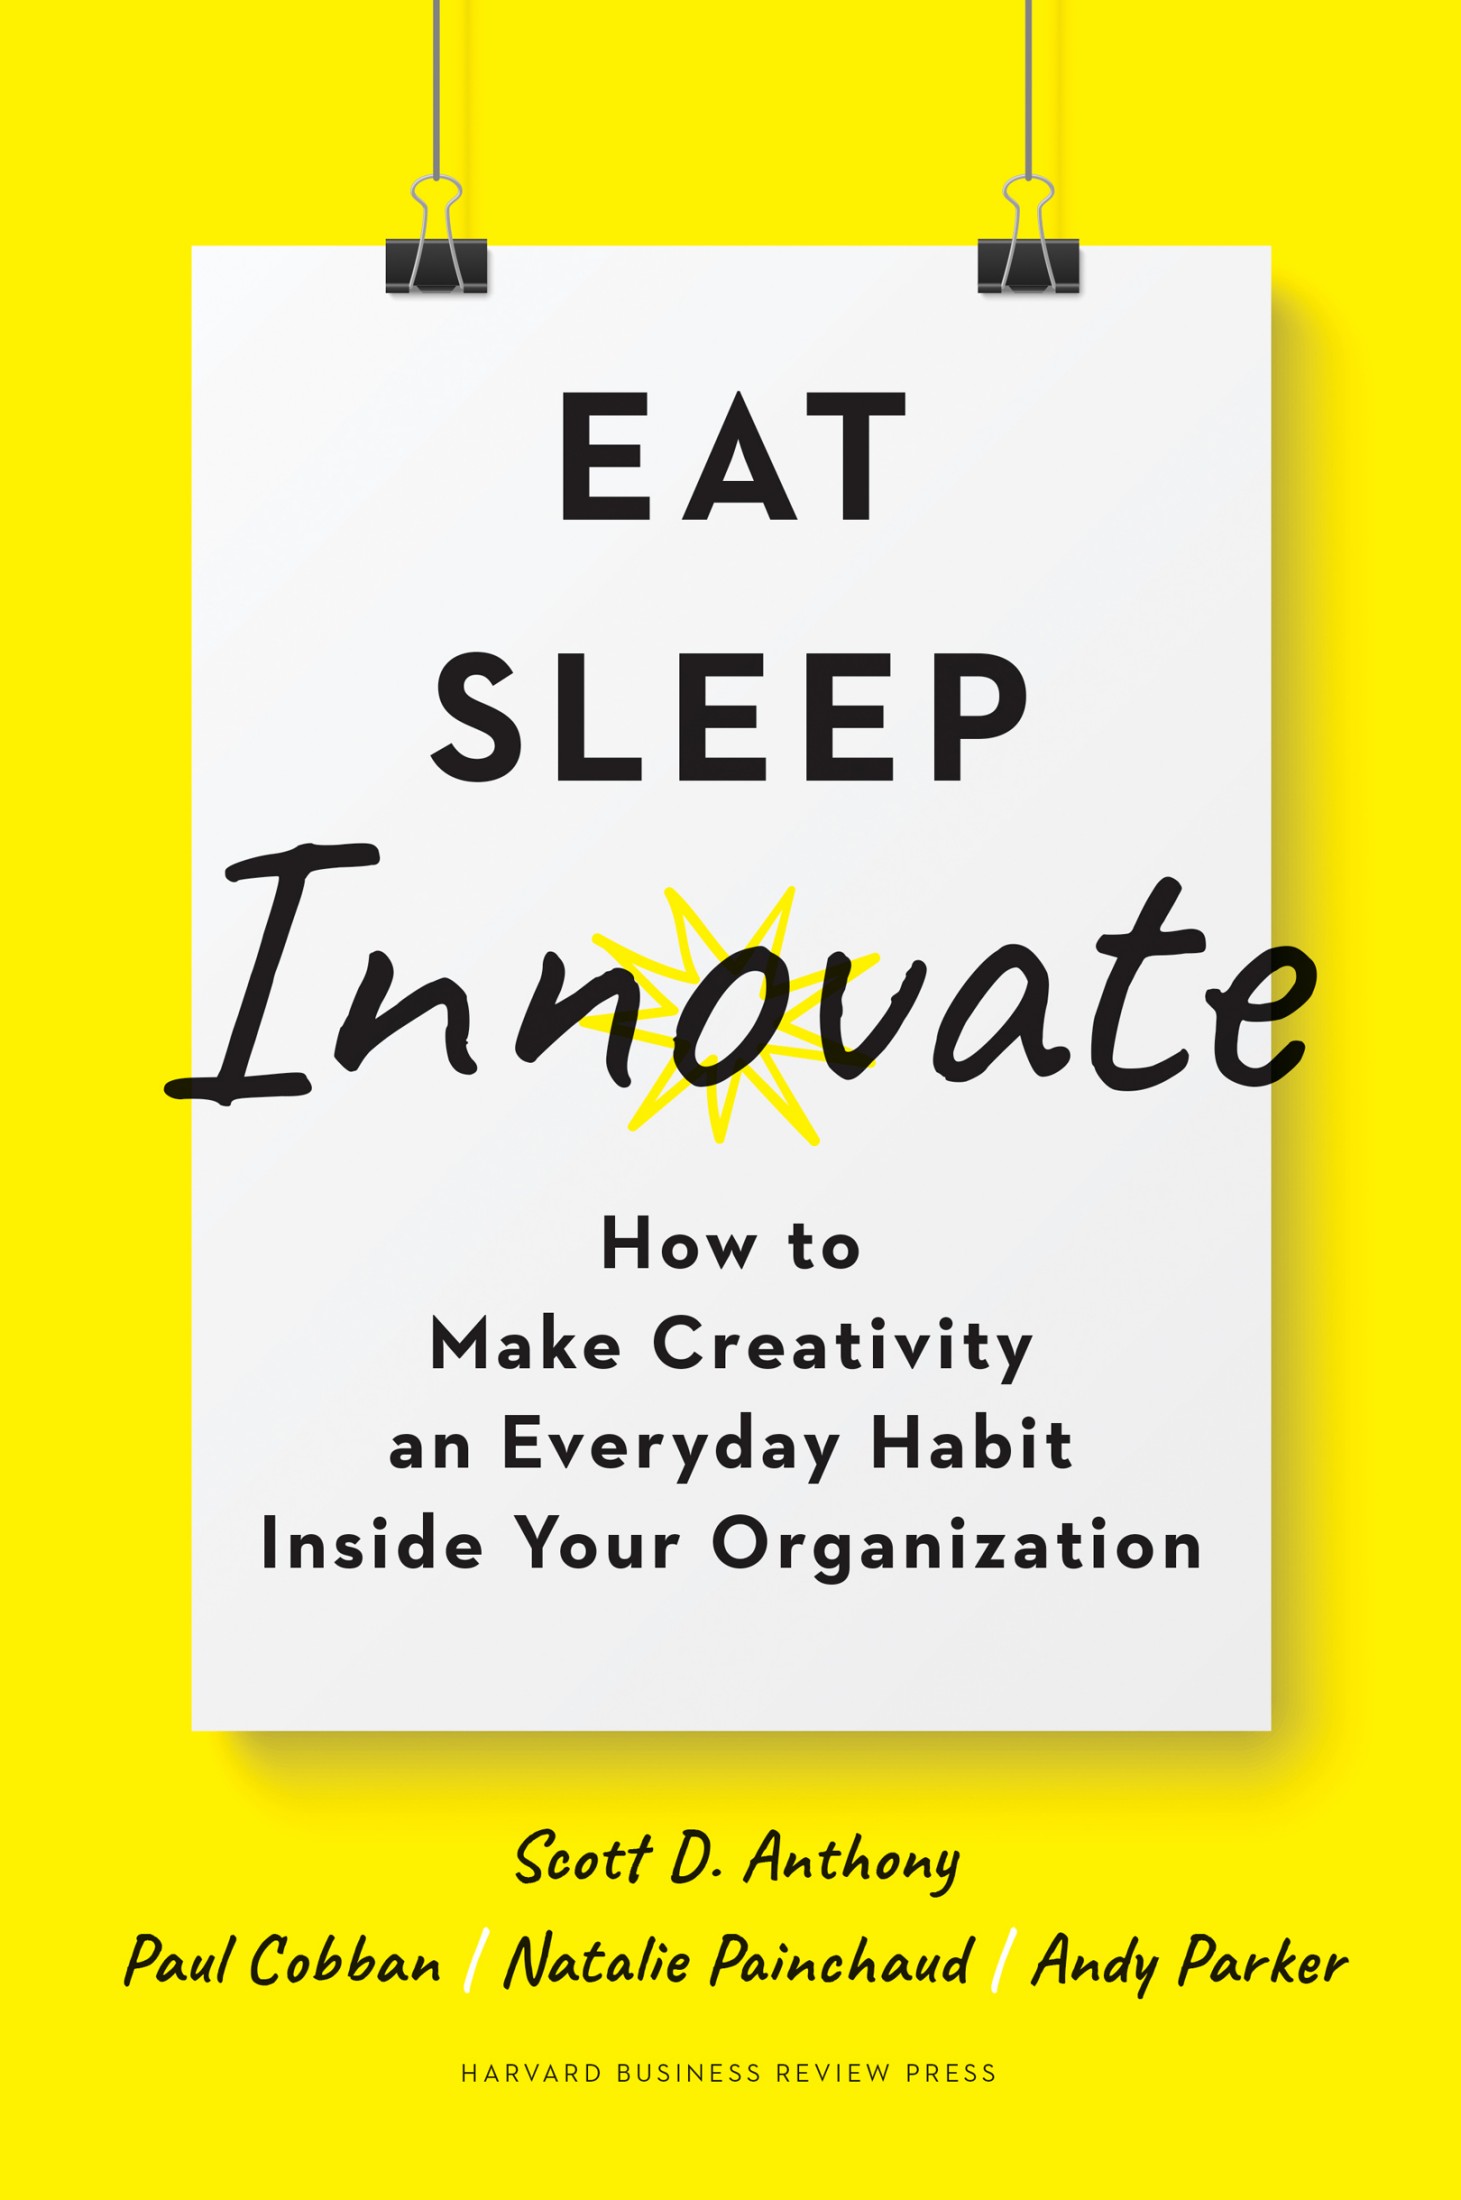 EAT
SLEEP
Innovate
How to
Make Creativity
an Everyday Habit
Inside Your Organization
Scott D. Anthony
Paul Cobban / Natalie Painchaud / Andy Parker
HARVARD BUSINESS REVIEW PRESS